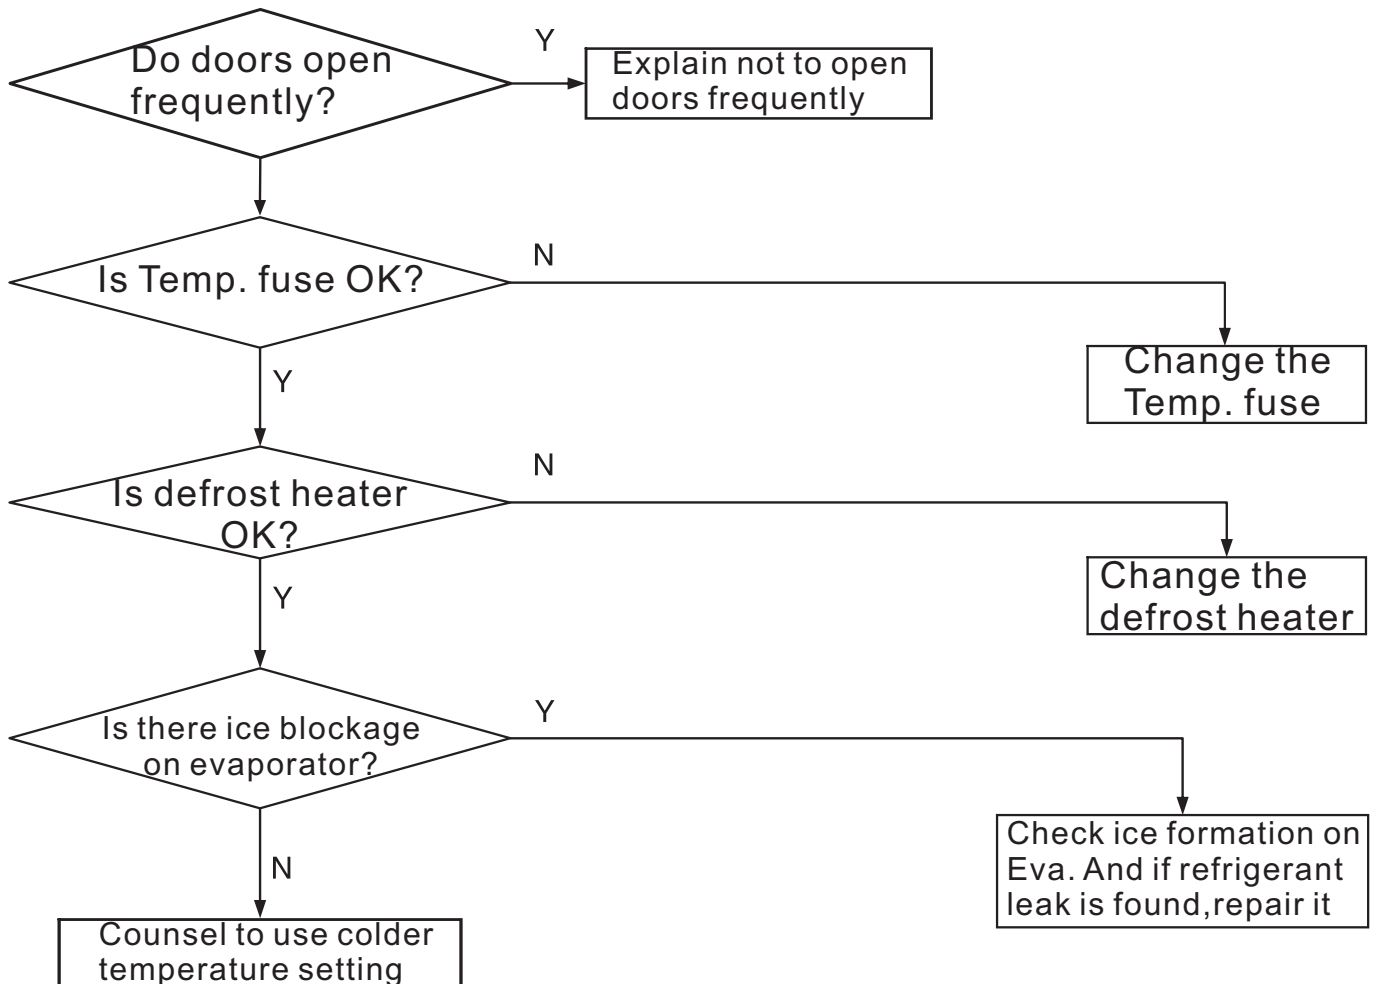 Do doors open
frequently?
Y
Explain not to open
doors frequently
Is Temp. fuse OK?
N
Change the
Temp. fuse
Y
Is defrost heater
OK?
N
Change the
defrost heater
Y
Is there ice blockage
on evaporator?
Y
Check ice formation on
Eva. And if refrigerant
leak is found,repair it
N
Counsel to use colder
temperature setting